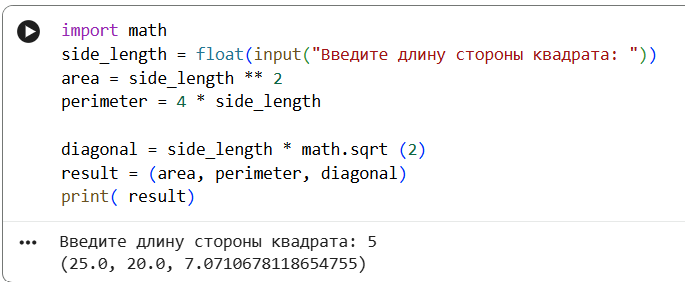 import math
side_length = float(input("Введите длину стороны квадрата: "))
area = side_length ** 2
perimeter = 4 * side_length
diagonal = side_length * math.sqrt (2)
result = (area, perimeter, diagonal)
print( result)
Введите длину стороны квадрата: 5
(25.0, 20.0, 7.0710678118654755)